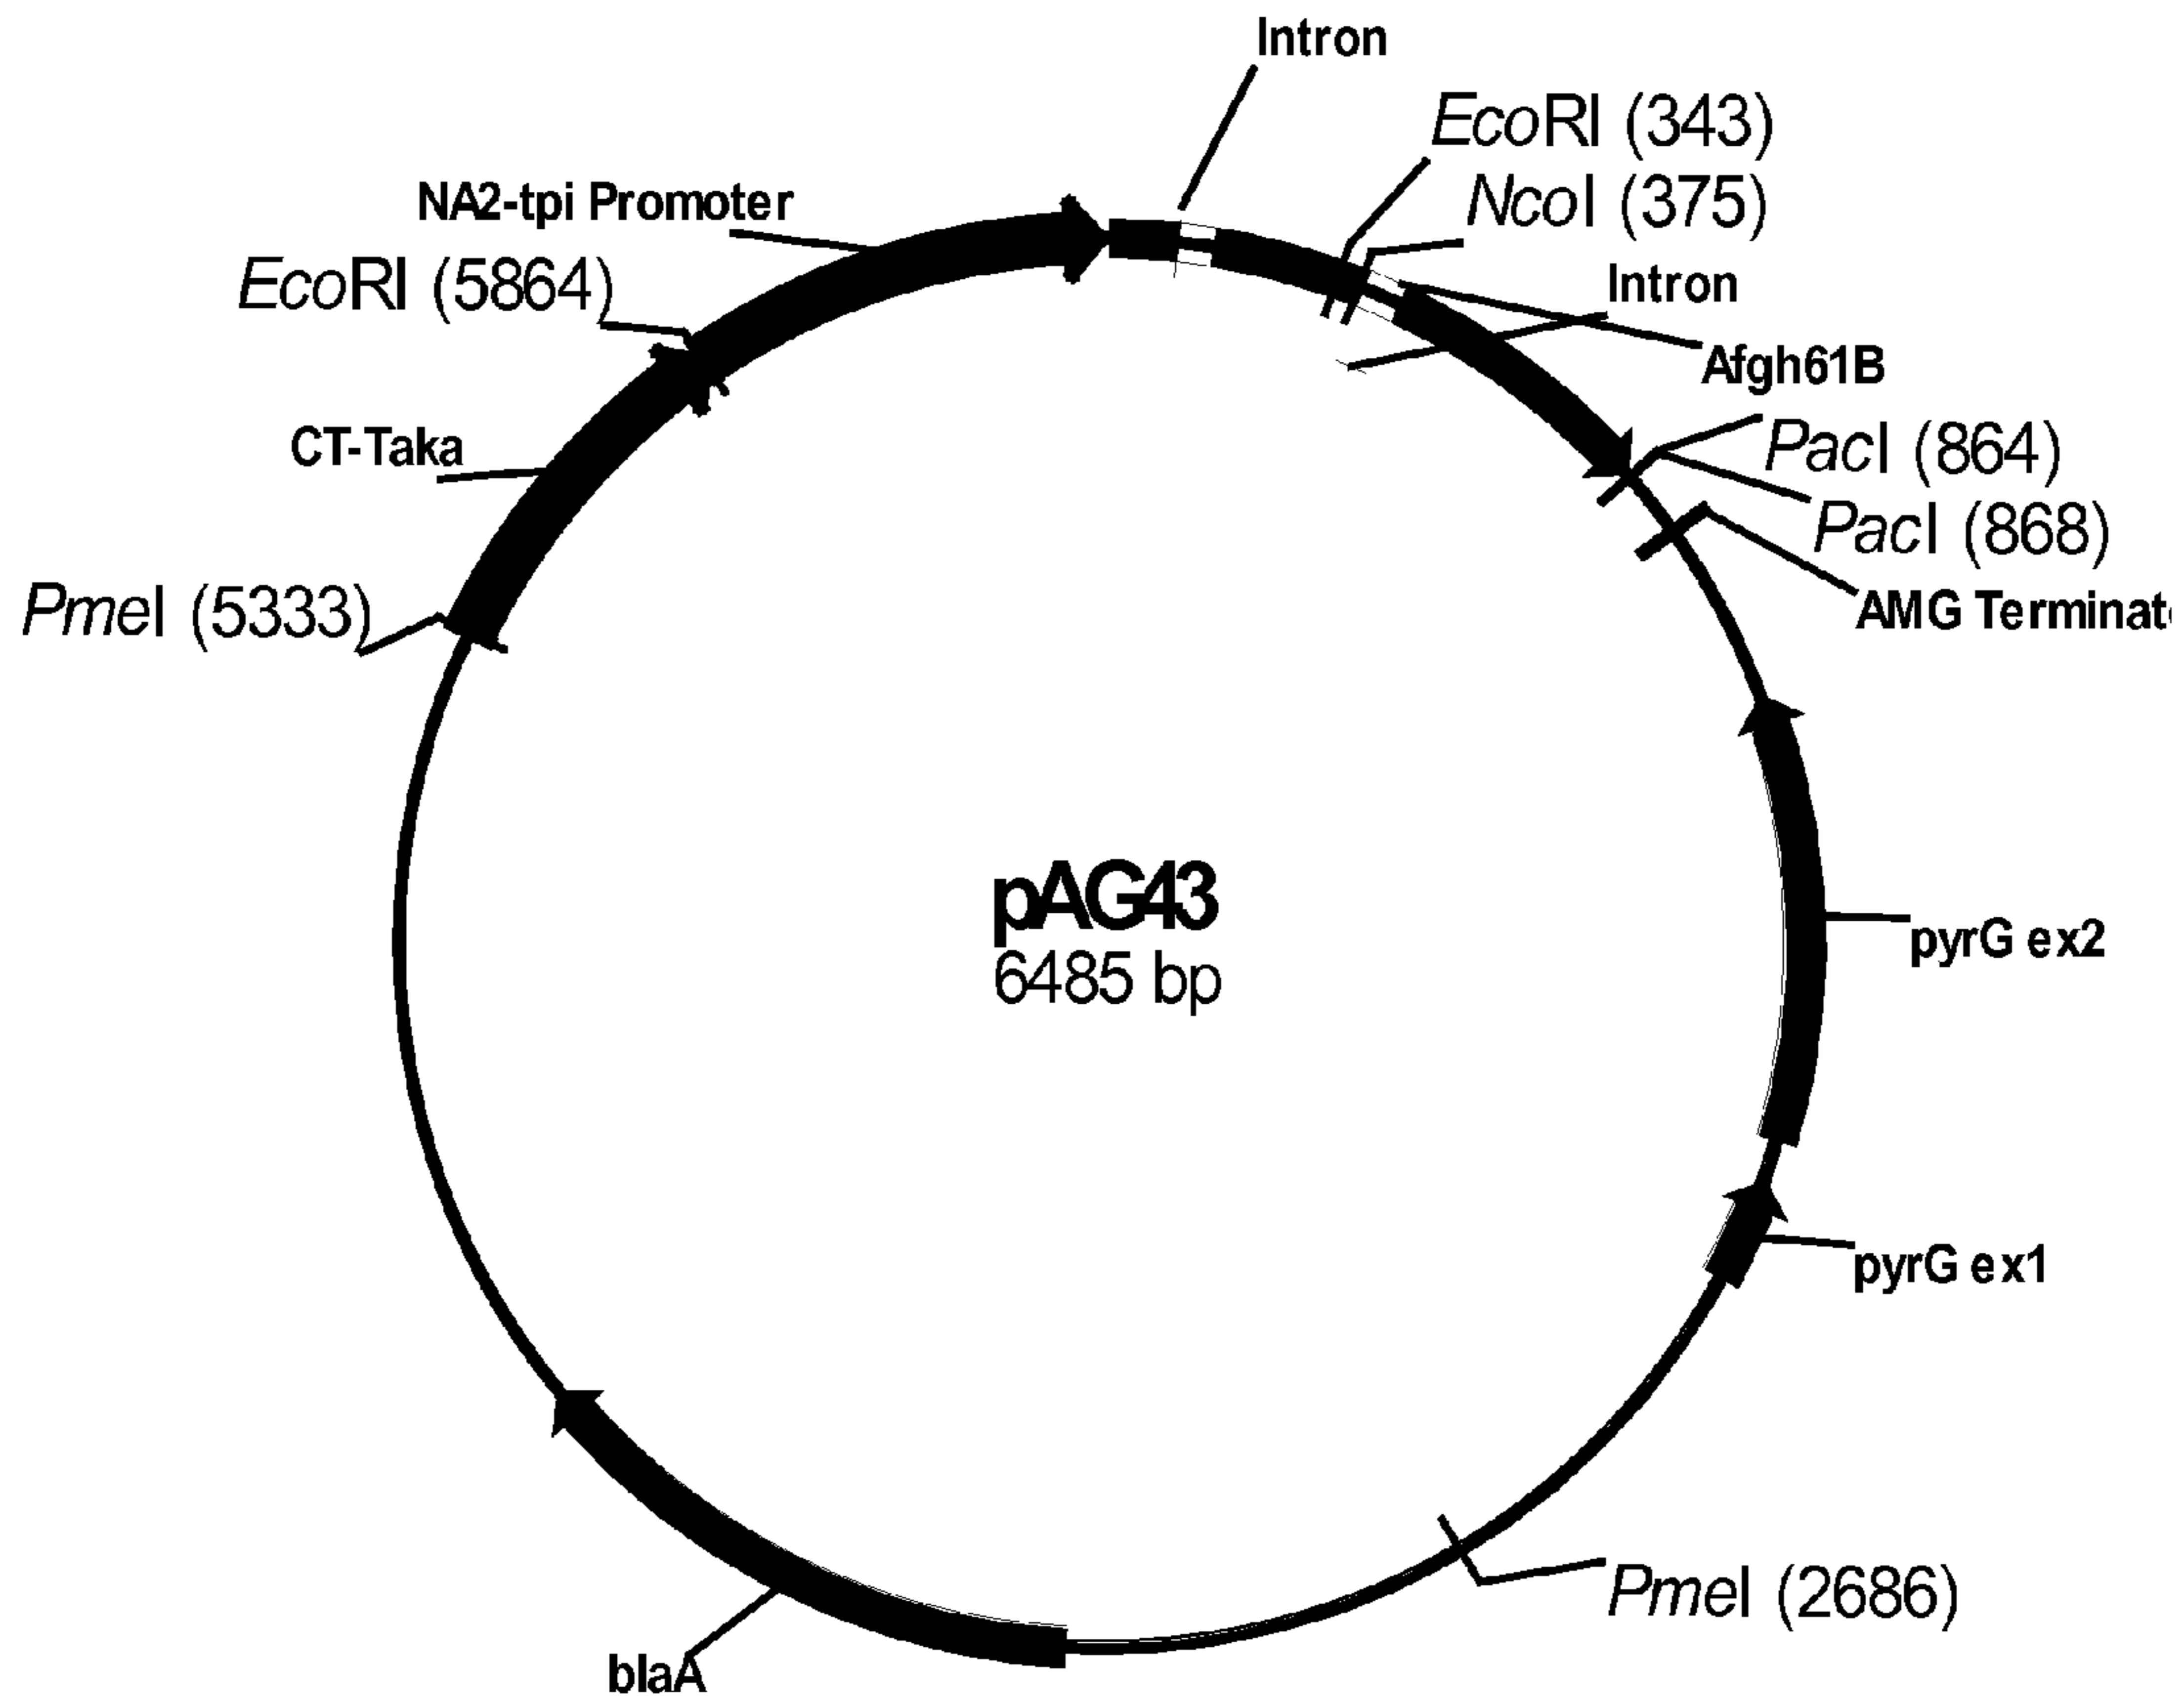 Intron
EcoRI (343)
NcoI (375)
NA2-tpi Promoter
EcoRI (5864)
Intron
Afgh61B
CT-Taka
PacI (864)
PacI (868)
PmeI (5333)
AMG Terminat
pAG43
6485 bp
pyrG ex2
pyrG ex1
PmeI (2686)
blaA